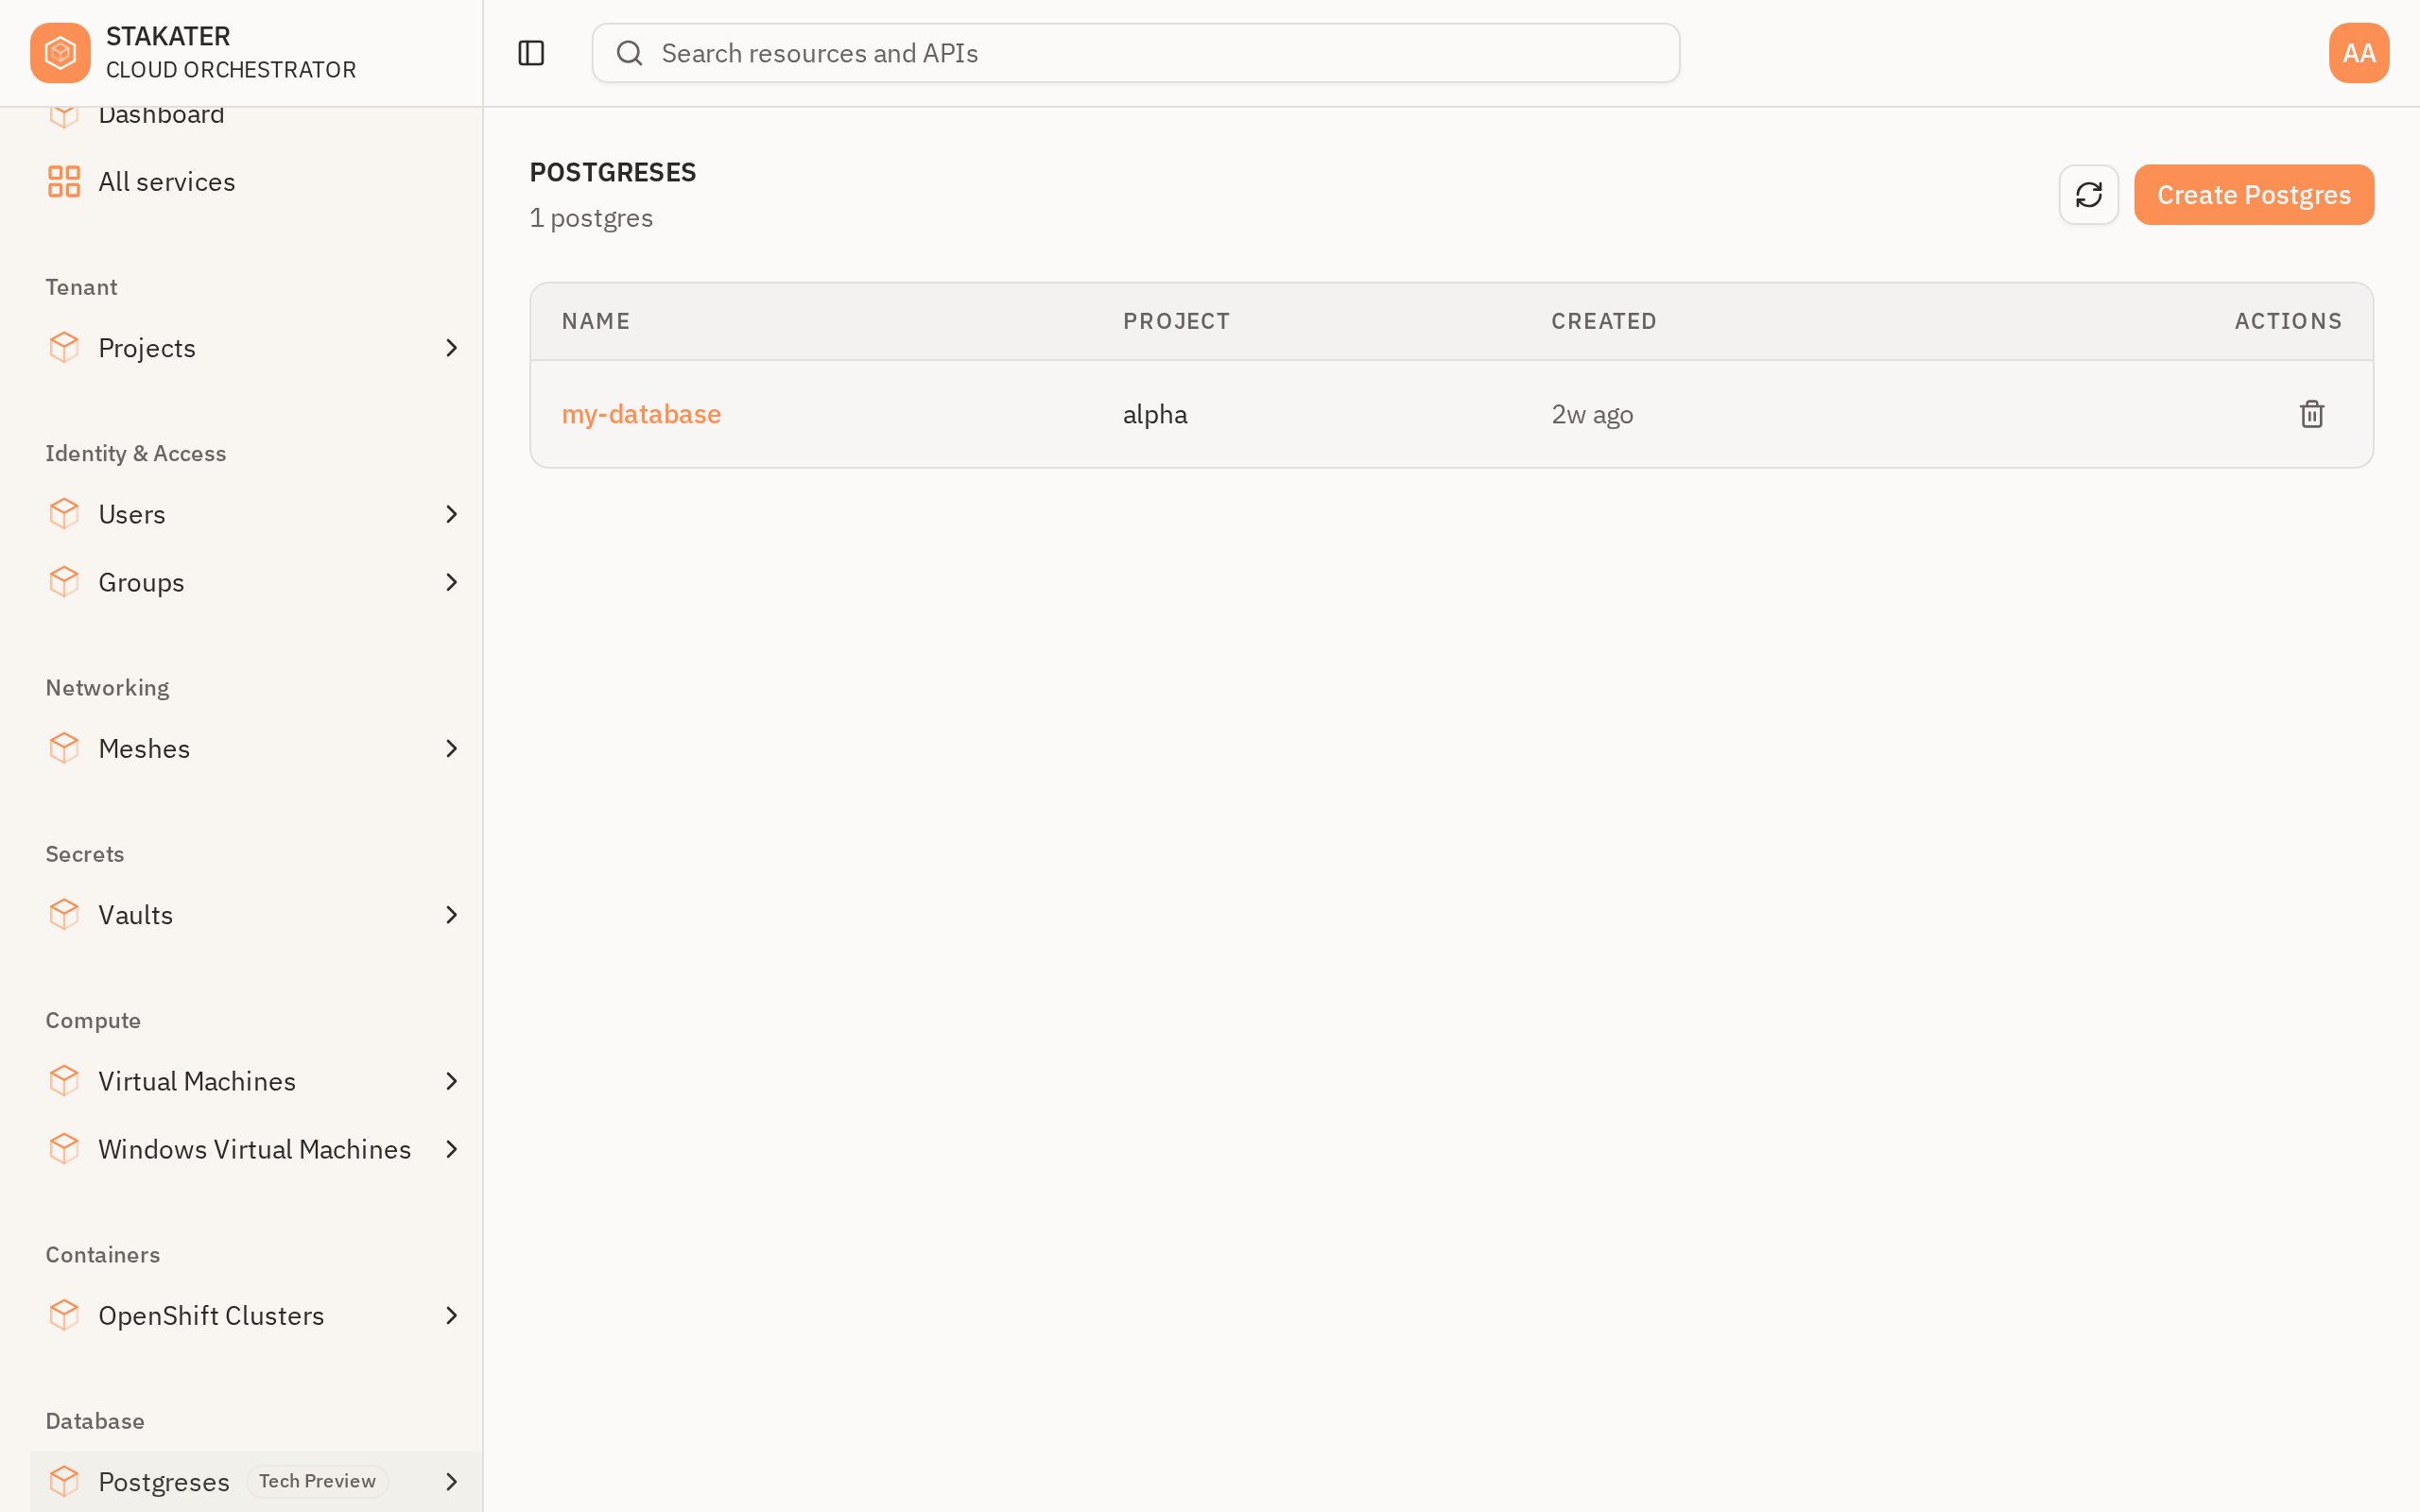 STAKATER
CLOUD ORCHESTRATOR
Search resources and APIs
AA
Dashboard
All services
Tenant
Projects
Identity & Access
Users
Groups
Networking
Meshes
Secrets
Vaults
Compute
Virtual Machines
Windows Virtual Machines
Containers
OpenShift Clusters
Database
Postgreses Tech Preview
POSTGRESES
1 postgres
Create Postgres
NAME PROJECT CREATED ACTIONS
my-database alpha 2w ago